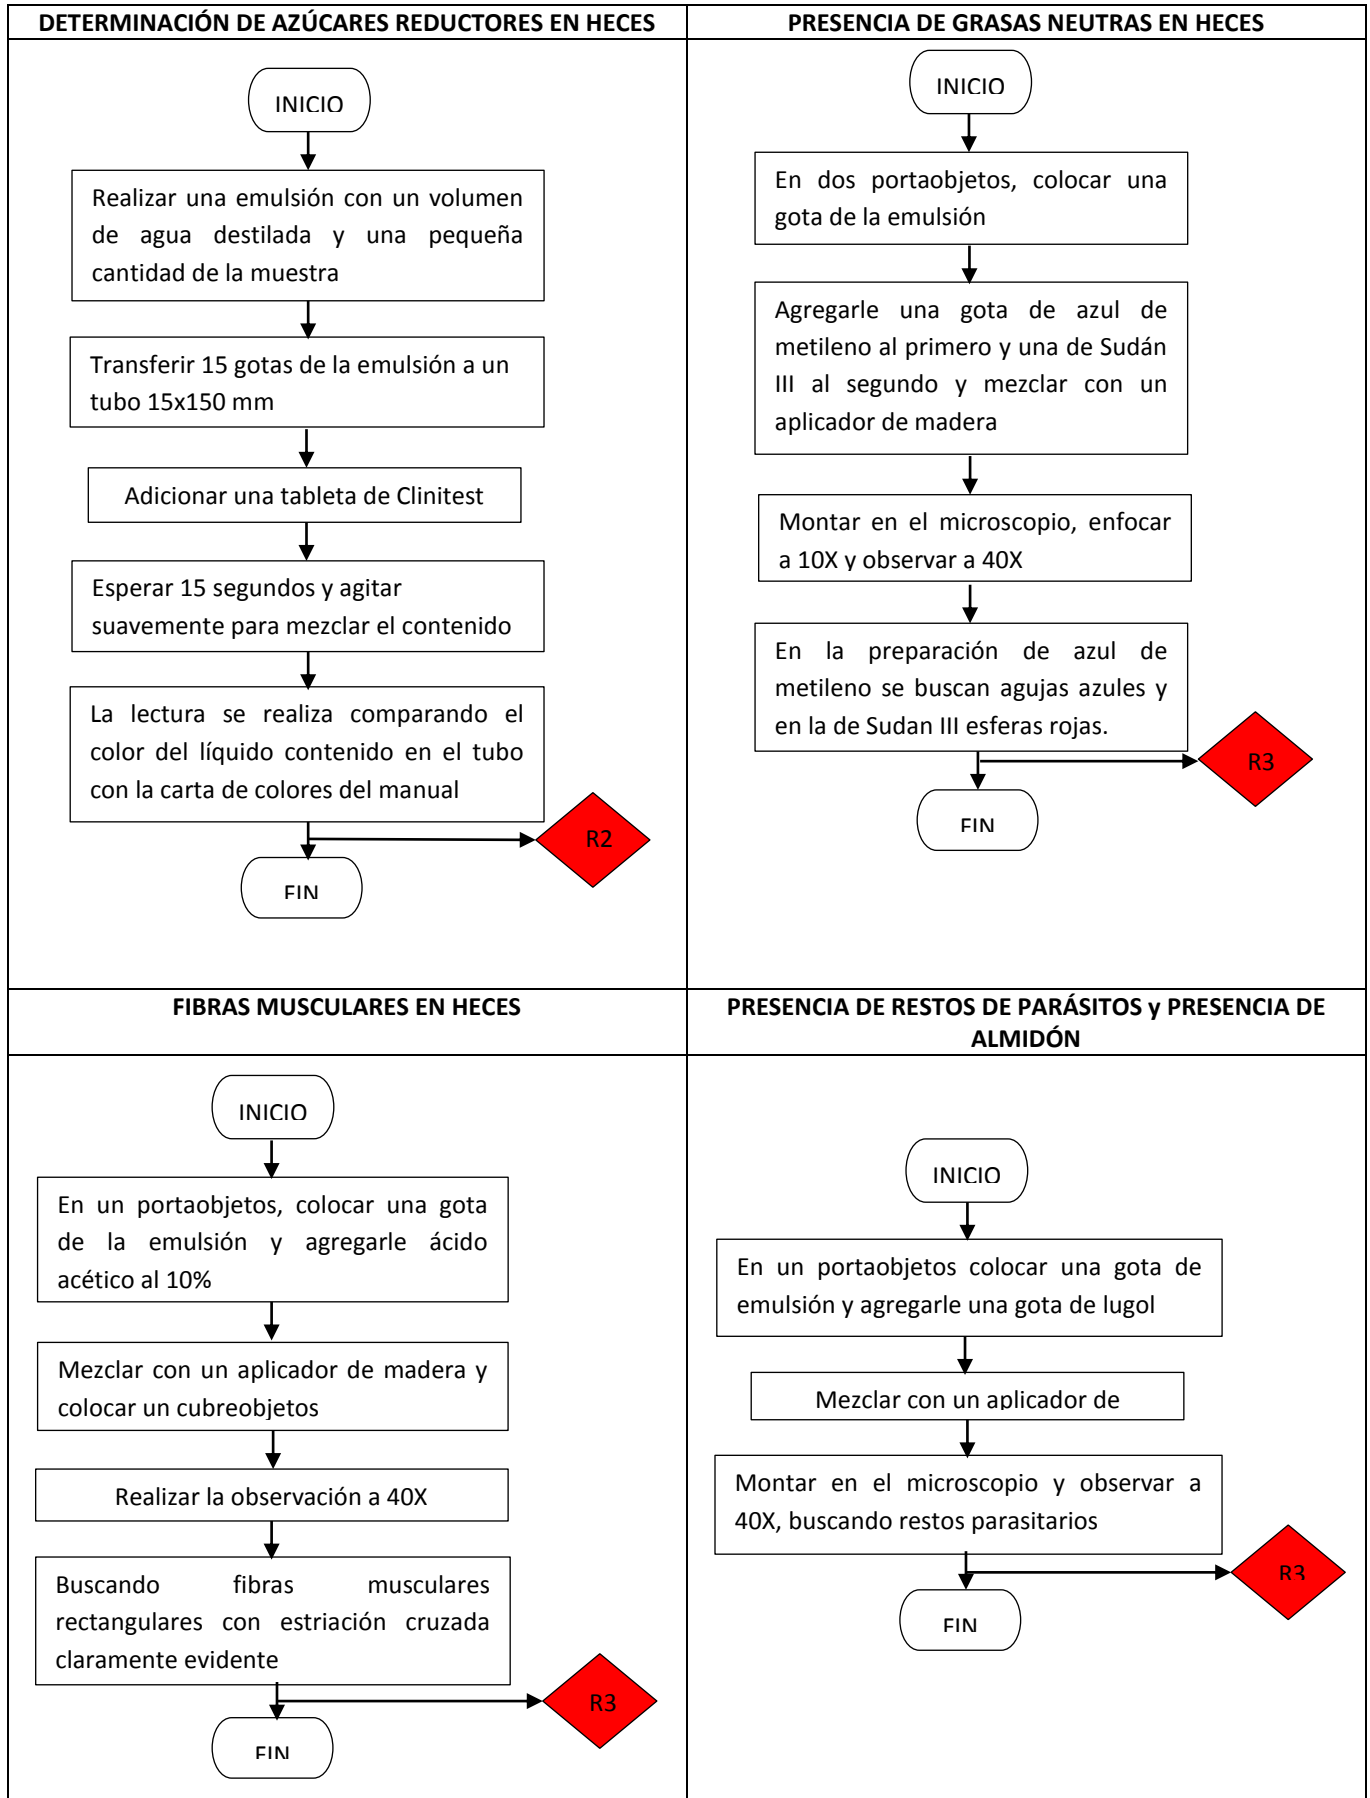 DETERMINACIÓN DE AZÚCARES REDUCTORES EN HECES
INICIO
Realizar una emulsión con un volumen
de agua destilada y una pequeña
cantidad de la muestra
Transferir 15 gotas de la emulsión a un
tubo 15x150 mm
Adicionar una tableta de Clinitest
Esperar 15 segundos y agitar
suavemente para mezclar el contenido
La lectura se realiza comparando el
color del líquido contenido en el tubo
con la carta de colores del manual
R2
FIN
PRESENCIA DE GRASAS NEUTRAS EN HECES
INICIO
En dos portaobjetos, colocar una
gota de la emulsión
Agregarle una gota de azul de
metileno al primero y una de Sudán
III al segundo y mezclar con un
aplicador de madera
Montar en el microscopio, enfocar
a 10X y observar a 40X
En la preparación de azul de
metileno se buscan agujas azules y
en la de Sudan III esferas rojas.
R3
FIN
FIBRAS MUSCULARES EN HECES
INICIO
En un portaobjetos, colocar una gota
de la emulsión y agregarle ácido
acético al 10%
Mezclar con un aplicador de madera y
colocar un cubreobjetos
Realizar la observación a 40X
Buscando fibras musculares
rectangulares con estriación cruzada
claramente evidente
R3
FIN
PRESENCIA DE RESTOS DE PARÁSITOS y PRESENCIA DE
ALMIDÓN
INICIO
En un portaobjetos colocar una gota de
emulsión y agregarle una gota de lugol
Mezclar con un aplicador de
Montar en el microscopio y observar a
40X, buscando restos parasitarios
R3
FIN